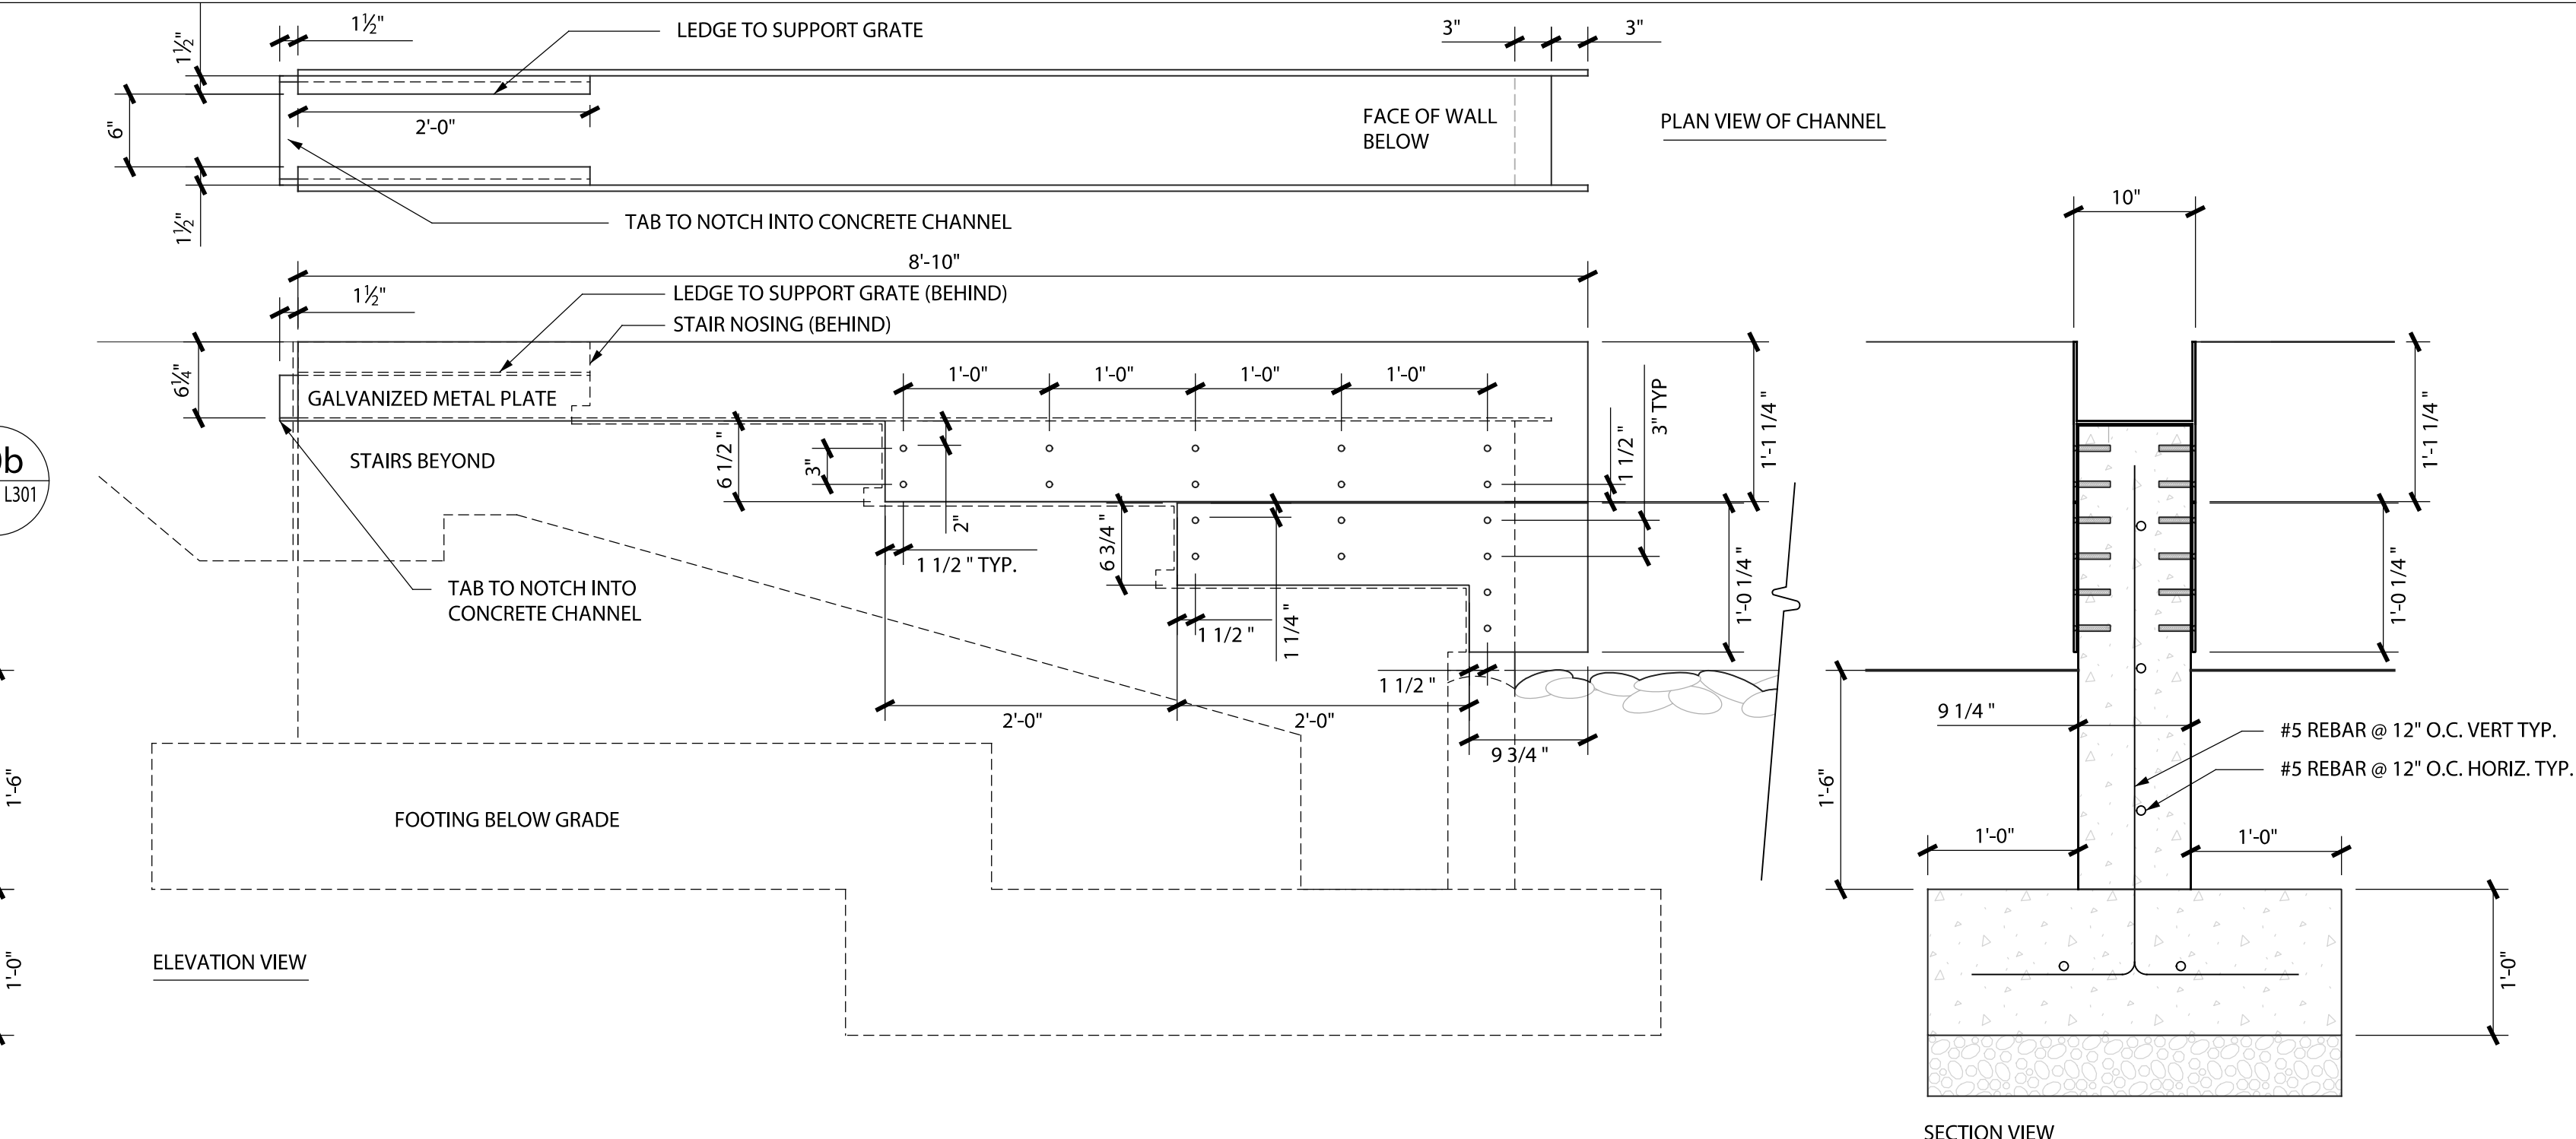 1½"
LEDGE TO SUPPORT GRATE
3"
3"
1½"
6"
2'-0"
FACE OF WALL
BELOW
PLAN VIEW OF CHANNEL
1½"
TAB TO NOTCH INTO CONCRETE CHANNEL
10"
8'-10"
1½"
LEDGE TO SUPPORT GRATE (BEHIND)
STAIR NOSING (BEHIND)
6¼"
GALVANIZED METAL PLATE
1'-0"
1'-0"
1'-0"
1'-0"
3" TYP
1'-1 1/4"
1'-1 1/4"
6 1/2"
3"
1 1/2"
b
L301
STAIRS BEYOND
2"
1 1/2" TYP.
6 3/4"
1 1/4"
1 1/2"
1'-0 1/4"
1'-0 1/4"
TAB TO NOTCH INTO
CONCRETE CHANNEL
1 1/2"
2'-0"
2'-0"
9 3/4"
9 1/4"
#5 REBAR @ 12" O.C. VERT TYP.
#5 REBAR @ 12" O.C. HORIZ. TYP.
1'-6"
1'-6"
FOOTING BELOW GRADE
1'-0"
1'-0"
1'-0"
ELEVATION VIEW
1'-0"
SECTION VIEW